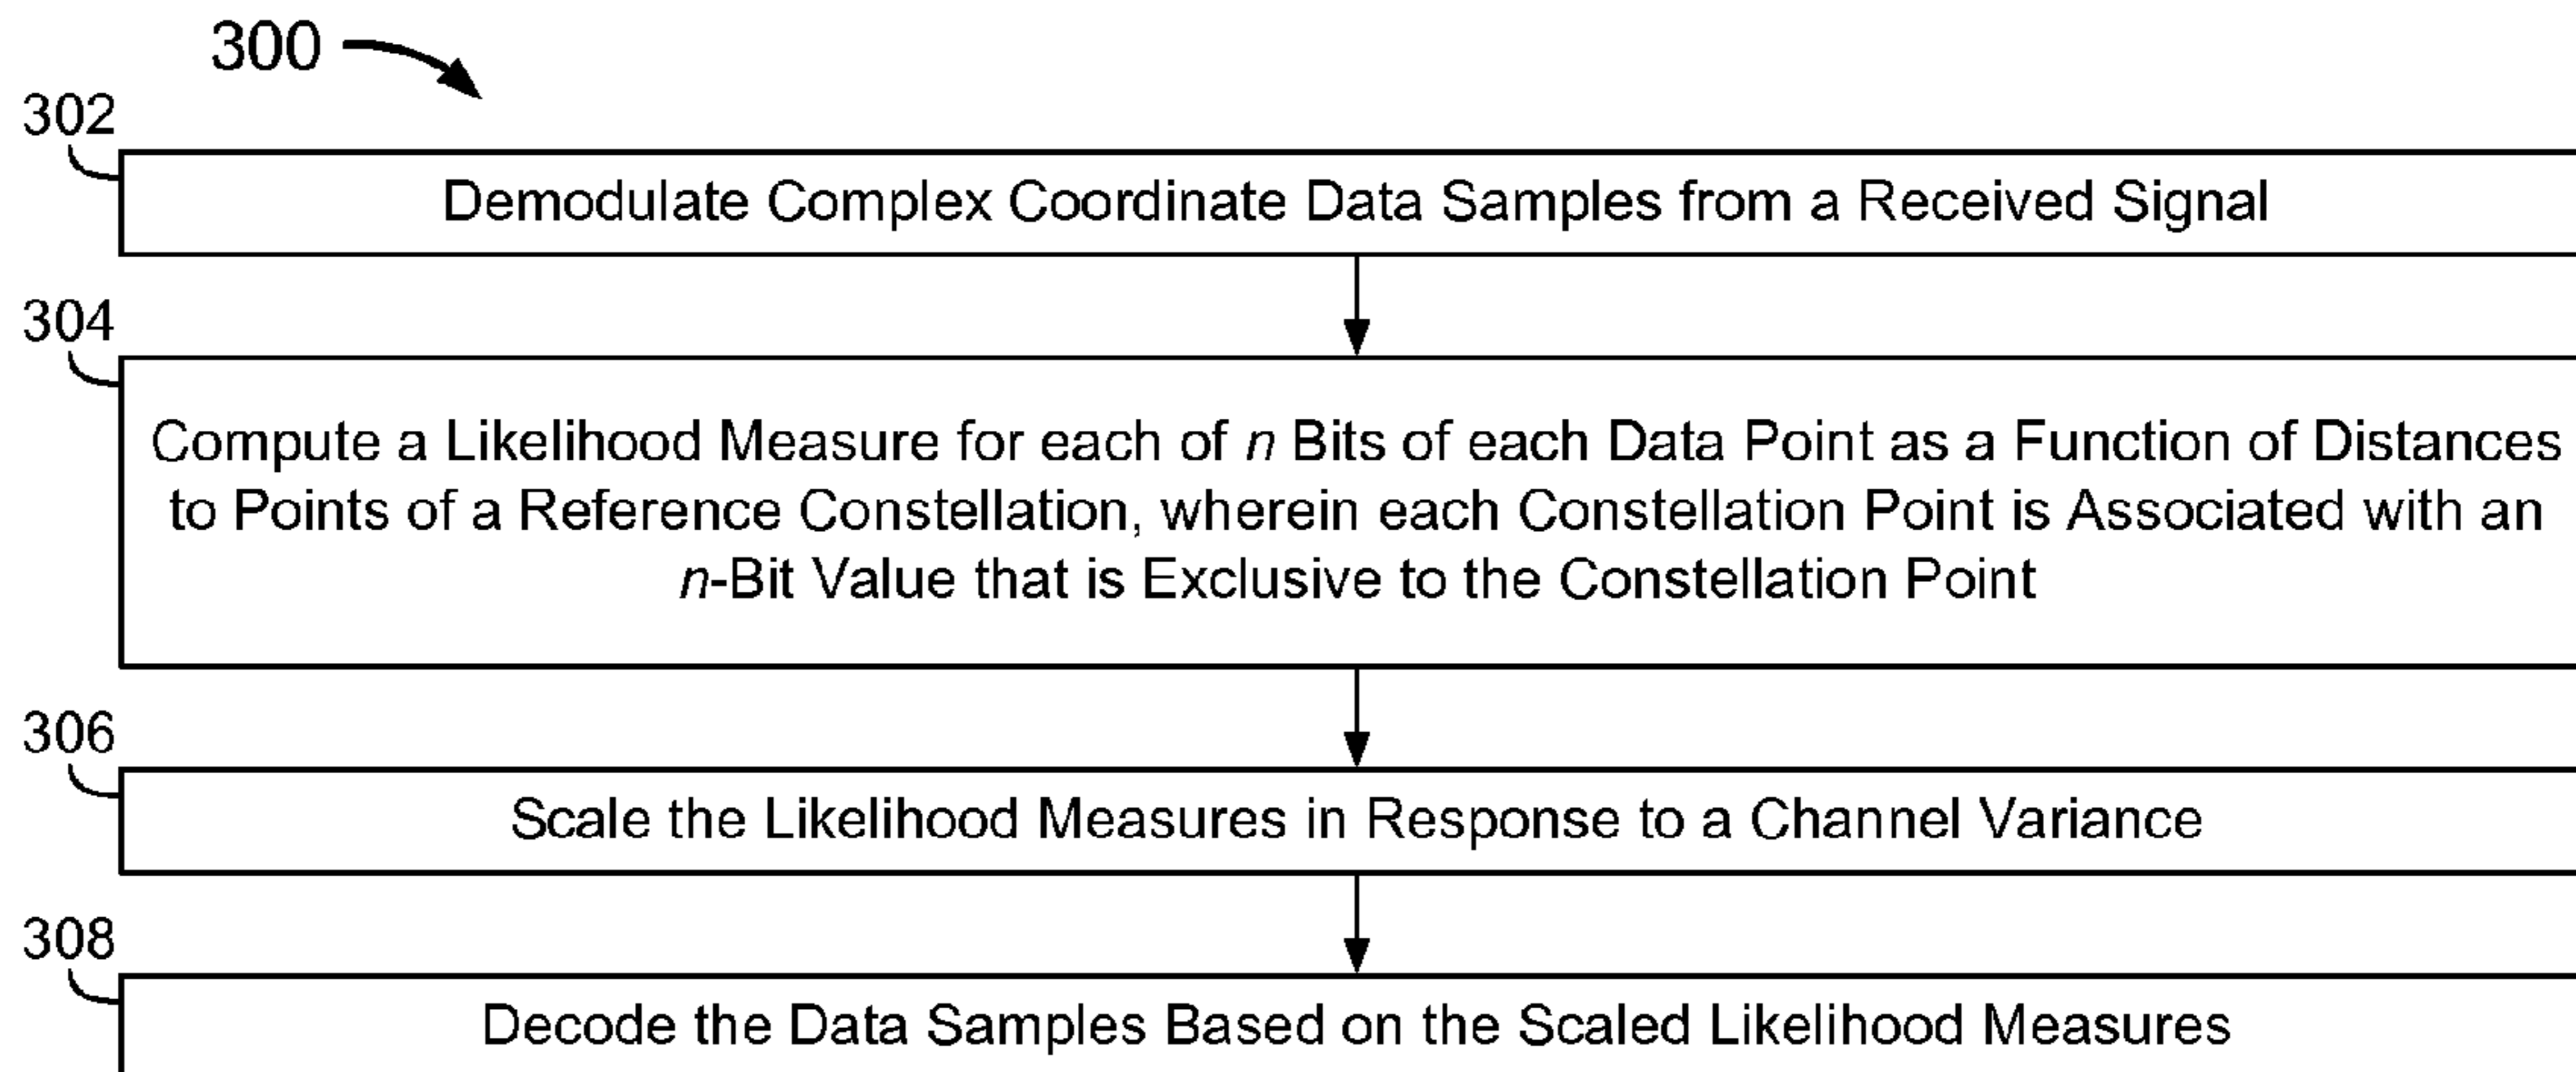 300
302
Demodulate Complex Coordinate Data Samples from a Received Signal
304
Compute a Likelihood Measure for each of n Bits of each Data Point as a Function of Distances
to Points of a Reference Constellation, wherein each Constellation Point is Associated with an
n-Bit Value that is Exclusive to the Constellation Point
306
Scale the Likelihood Measures in Response to a Channel Variance
308
Decode the Data Samples Based on the Scaled Likelihood Measures